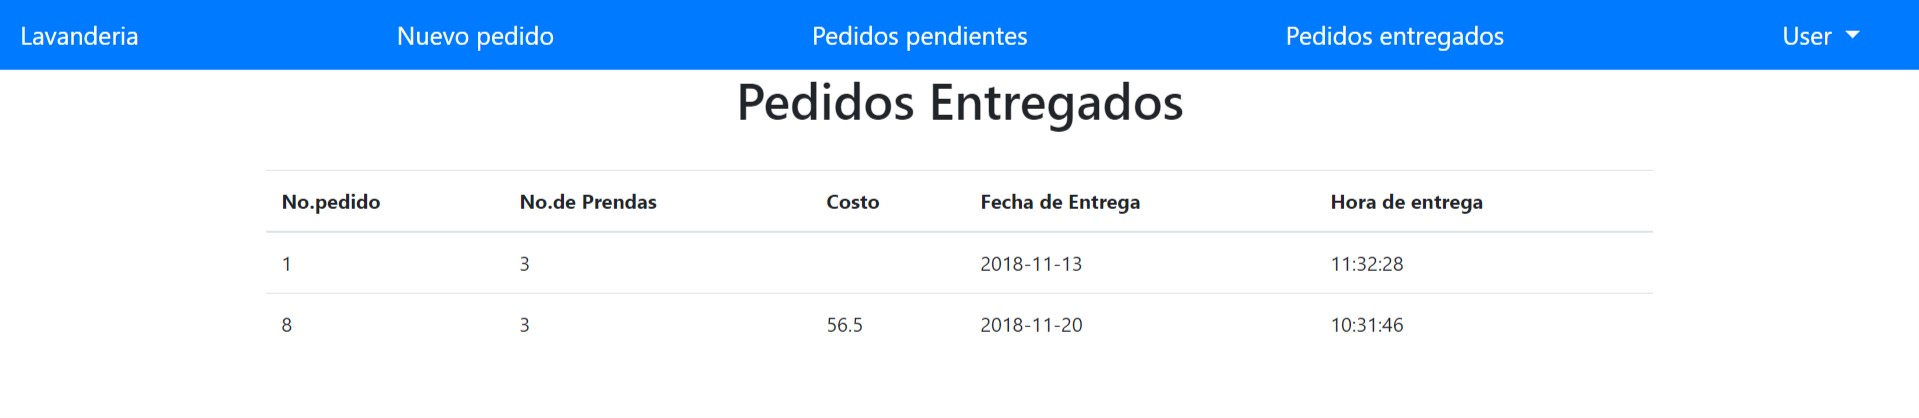 Lavanderia Nuevo pedido Pedidos pendientes Pedidos entregados User
Pedidos Entregados
No.pedido No.de Prendas Costo Fecha de Entrega Hora de entrega
1 3 2018-11-13 11:32:28
8 3 56.5 2018-11-20 10:31:46